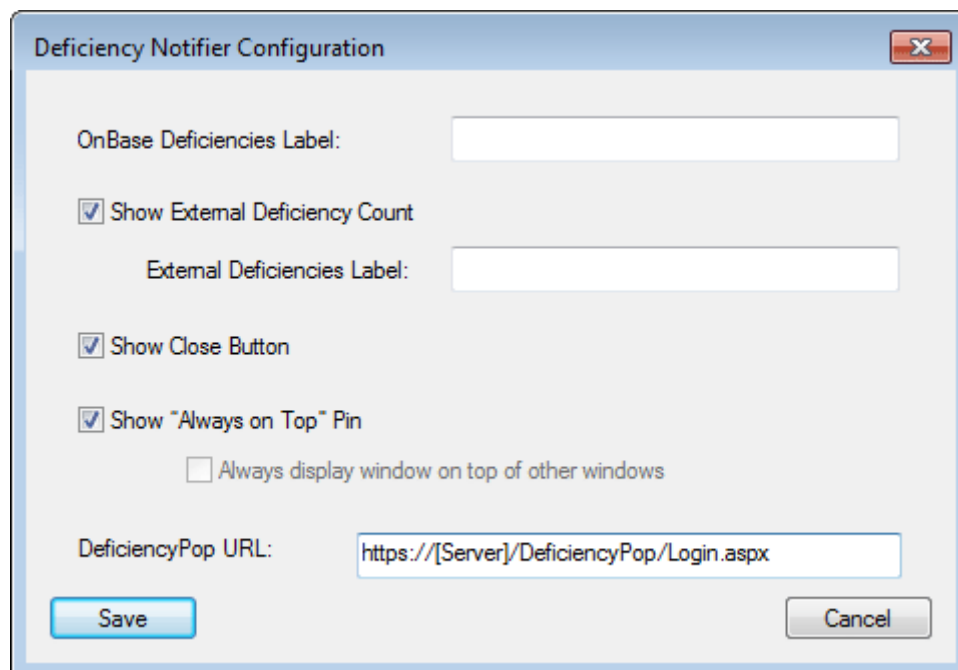 Deficiency Notifier Configuration
OnBase Deficiencies Label:
Show External Deficiency Count
External Deficiencies Label:
Show Close Button
Show "Always on Top" Pin
Always display window on top of other windows
DeficiencyPop URL: https://[Server]/DeficiencyPop/Login.aspx
Save Cancel